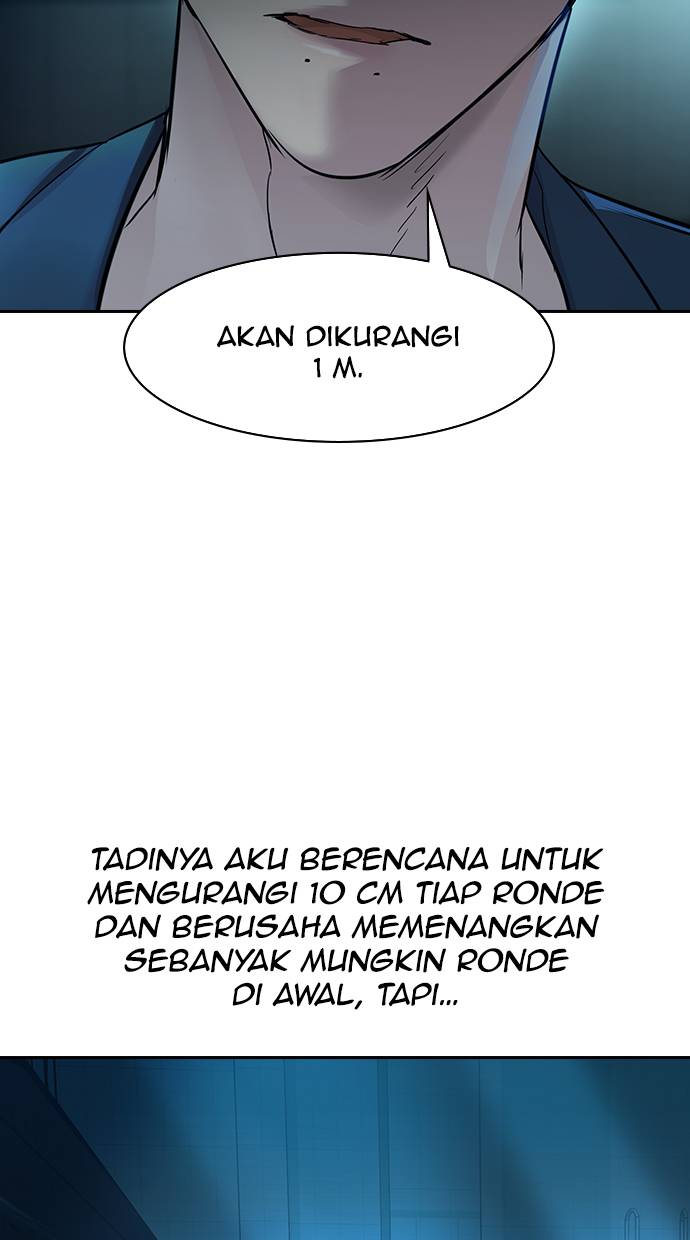 AKAN DIKURANGI
1 M.
TADINYA AKU BERENCANA UNTUK
MENGURANGI 10 CM TIAP RONDE
DAN BERUSAHA MEMENANGKAN
SEBANYAK MUNGKIN RONDE
DI AWAL, TAPI...